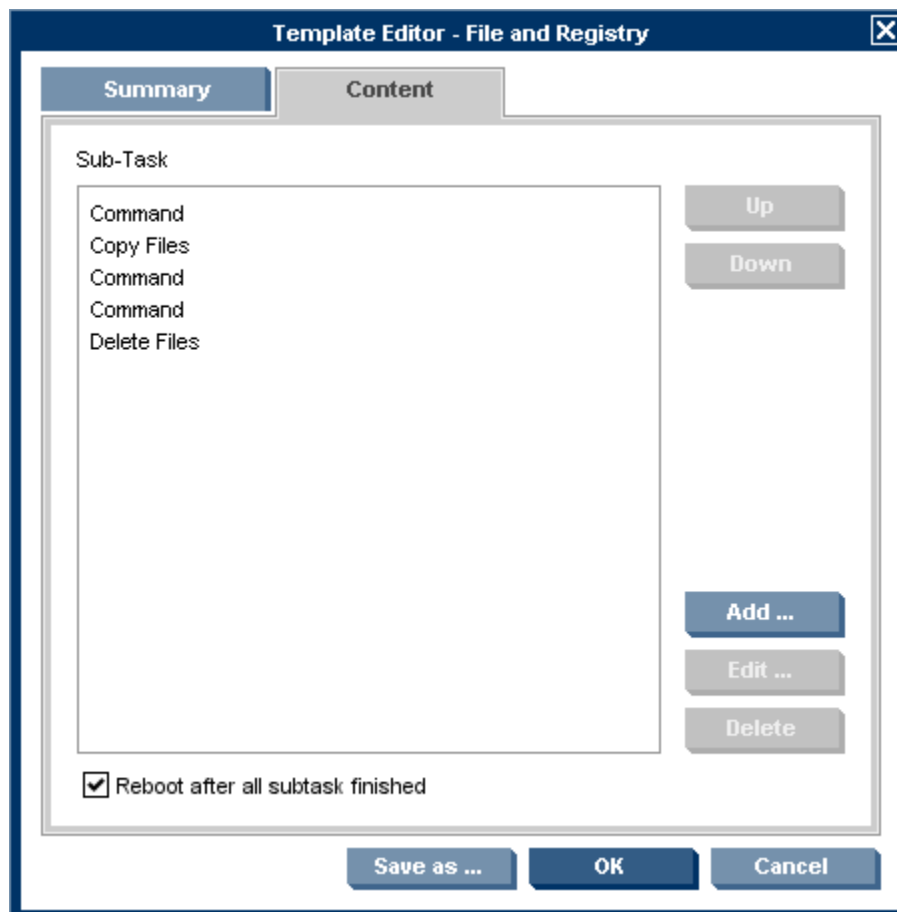 Template Editor - File and Registry
Summary
Content
Sub-Task
Command
Copy Files
Command
Command
Delete Files
Up
Down
Add ...
Edit ...
Delete
Reboot after all subtask finished
Save as ...
OK
Cancel